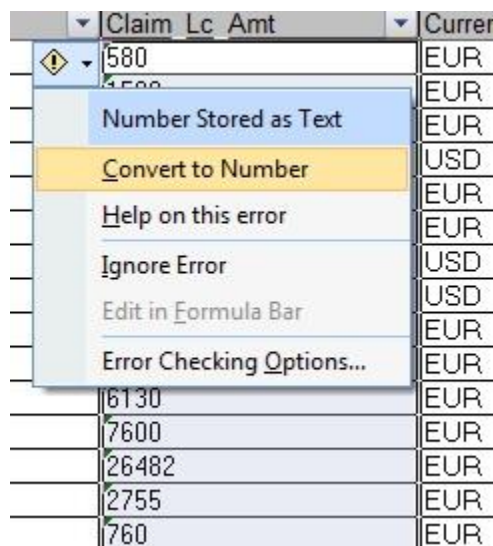 Claim_Lc_Amt Curren
580 EUR
EUR
Number Stored as Text EUR
Convert to Number USD
EUR
Help on this error EUR
Ignore Error USD
USD
Edit in Formula Bar EUR
Error Checking Options... EUR
6130 EUR
7600 EUR
26482 EUR
2755 EUR
760 EUR